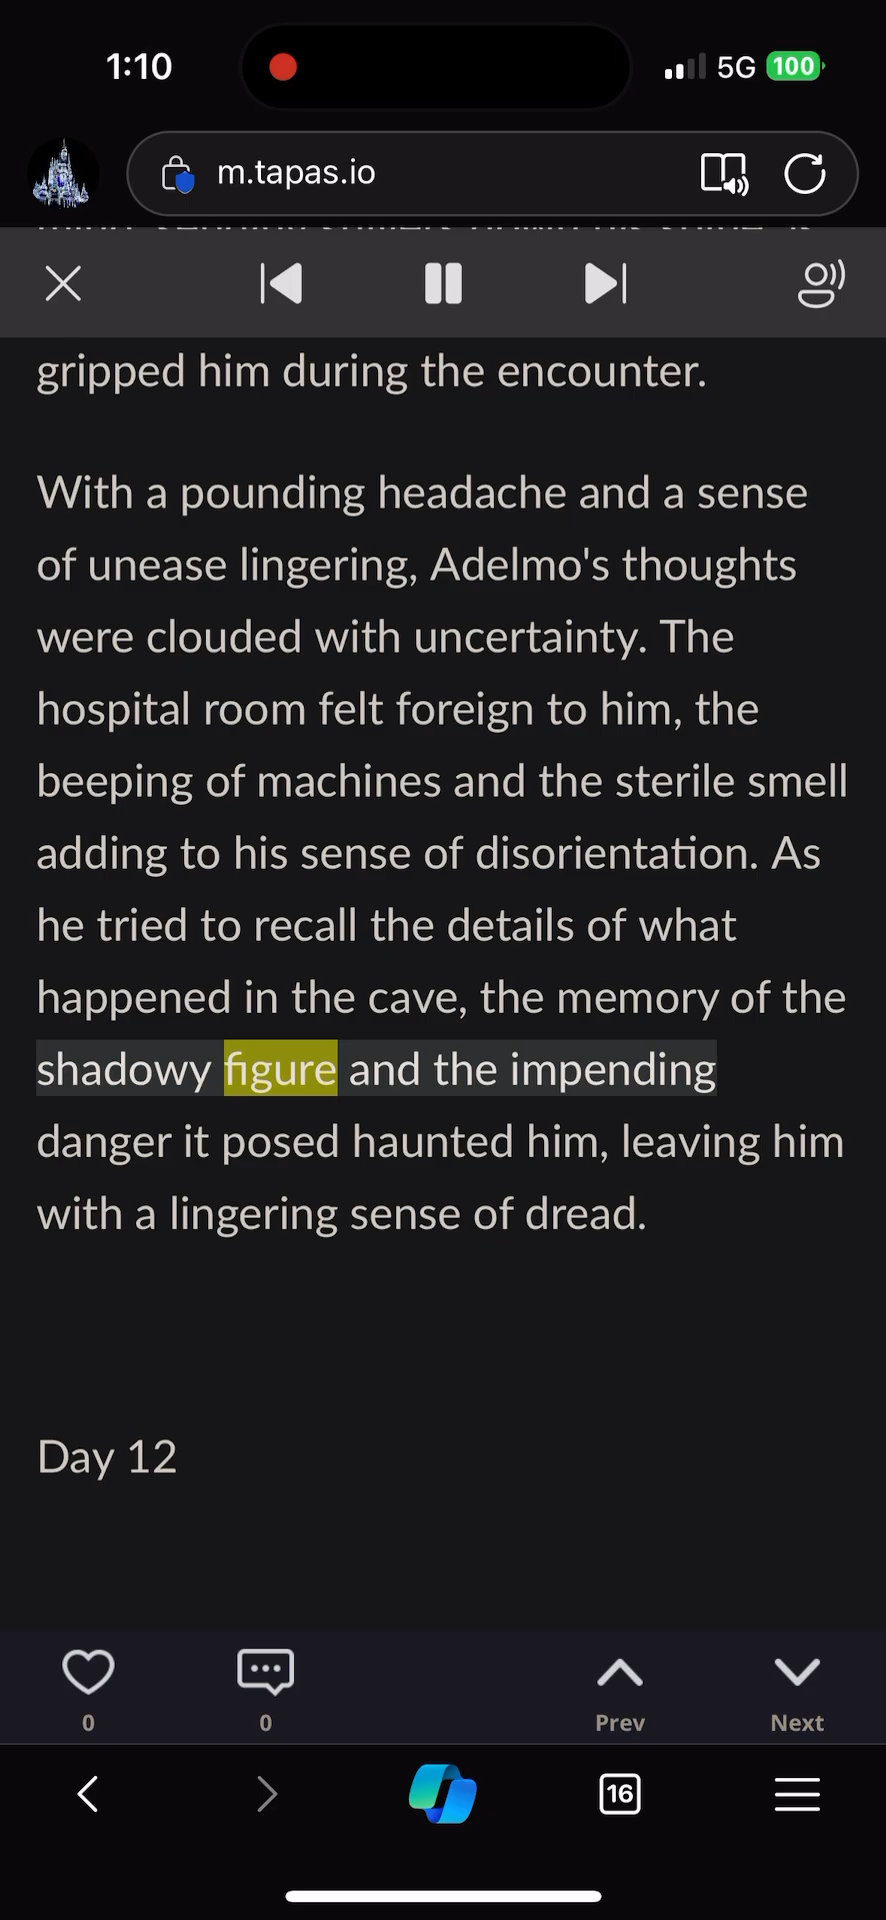 1:10
5G
100
m.tapas.io
gripped him during the encounter.
With a pounding headache and a sense
of unease lingering, Adelmo's thoughts
were clouded with uncertainty. The
hospital room felt foreign to him, the
beeping of machines and the sterile smell
adding to his sense of disorientation. As
he tried to recall the details of what
happened in the cave, the memory of the
shadowy figure and the impending
danger it posed haunted him, leaving him
with a lingering sense of dread.
Day 12
0
0
Prev
Next
16